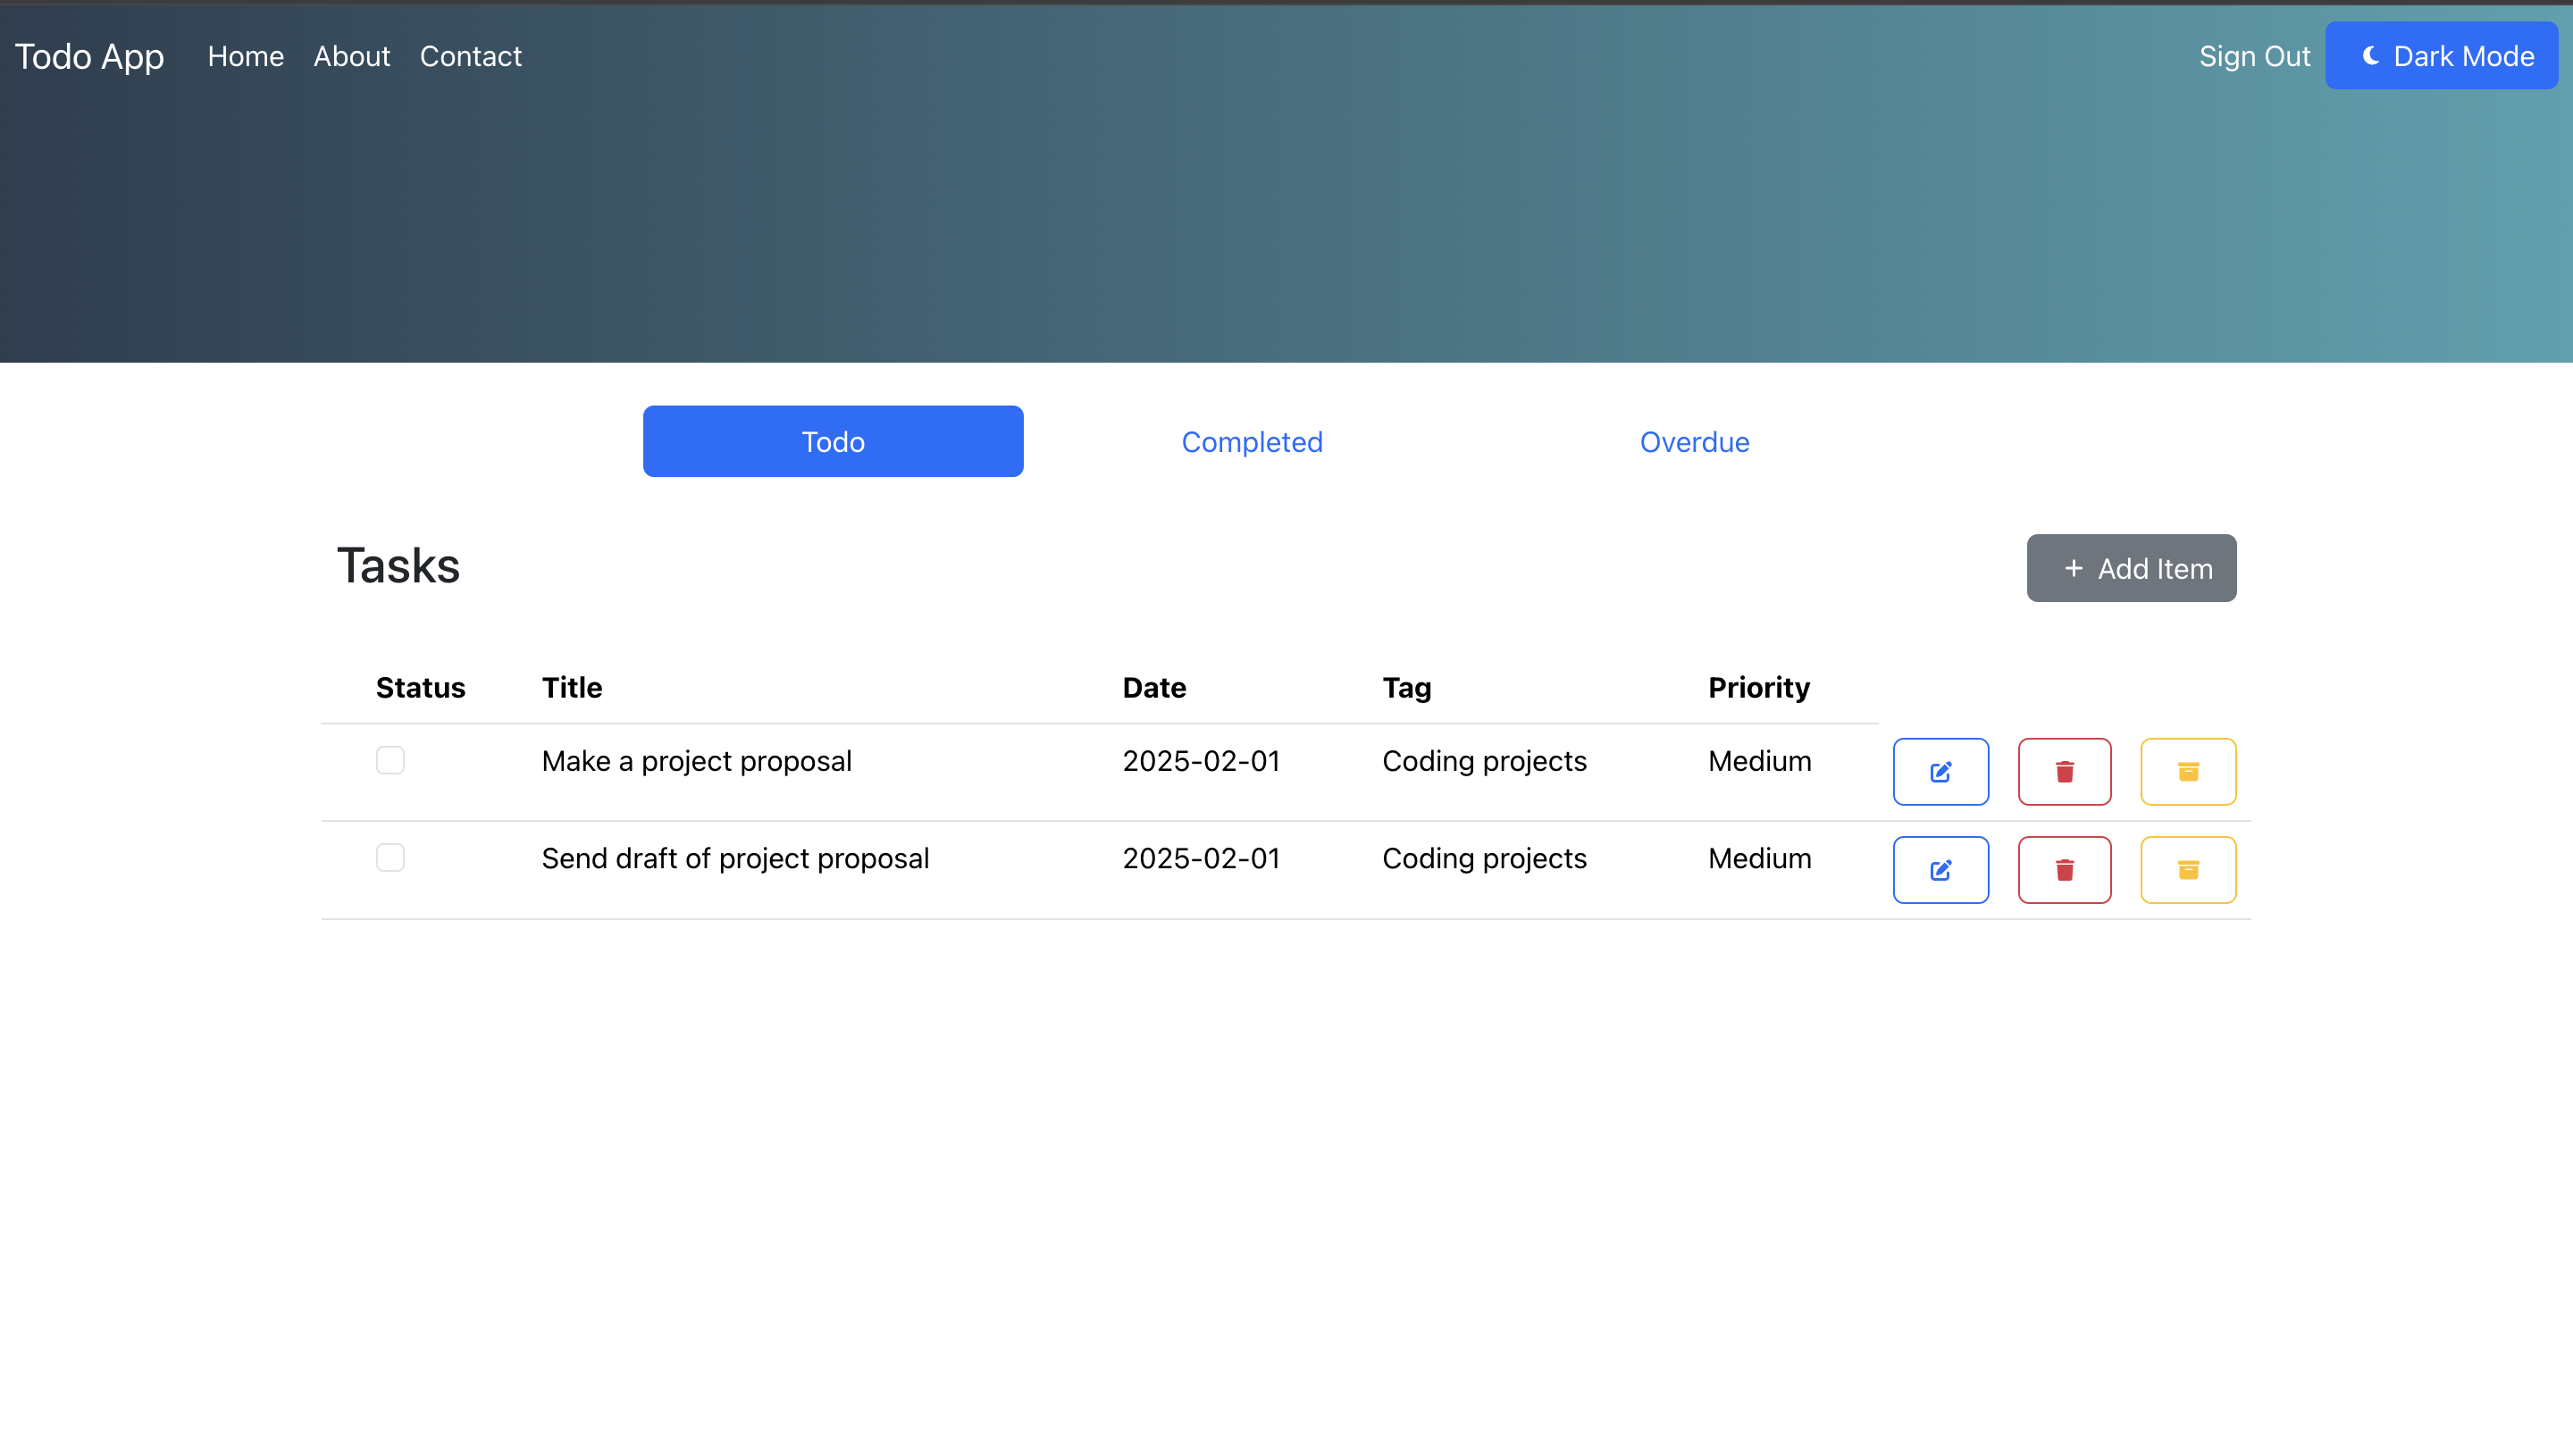 Todo App Home About Contact Sign Out Dark Mode
Todo Completed Overdue
Tasks + Add Item
Status Title Date Tag Priority
Make a project proposal 2025-02-01 Coding projects Medium
Send draft of project proposal 2025-02-01 Coding projects Medium